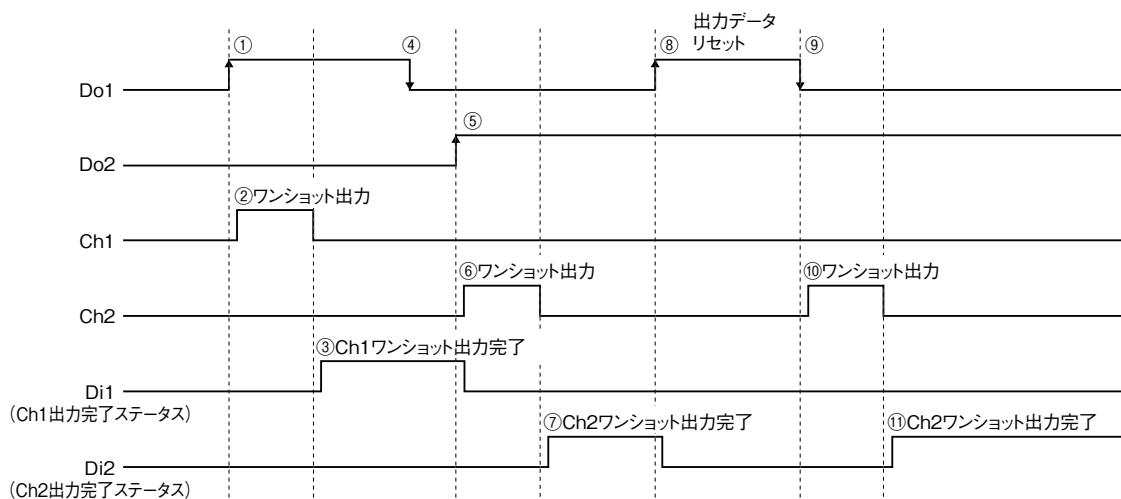 出力データ
リセット
①
④
⑧
⑨
Do1
⑤
Do2
②ワンショット出力
Ch1
⑥ワンショット出力
⑩ワンショット出力
Ch2
③Ch1ワンショット出力完了
Di1
（Ch1出力完了ステータス）
⑦Ch2ワンショット出力完了
⑪Ch2ワンショット出力完了
Di2
（Ch2出力完了ステータス）